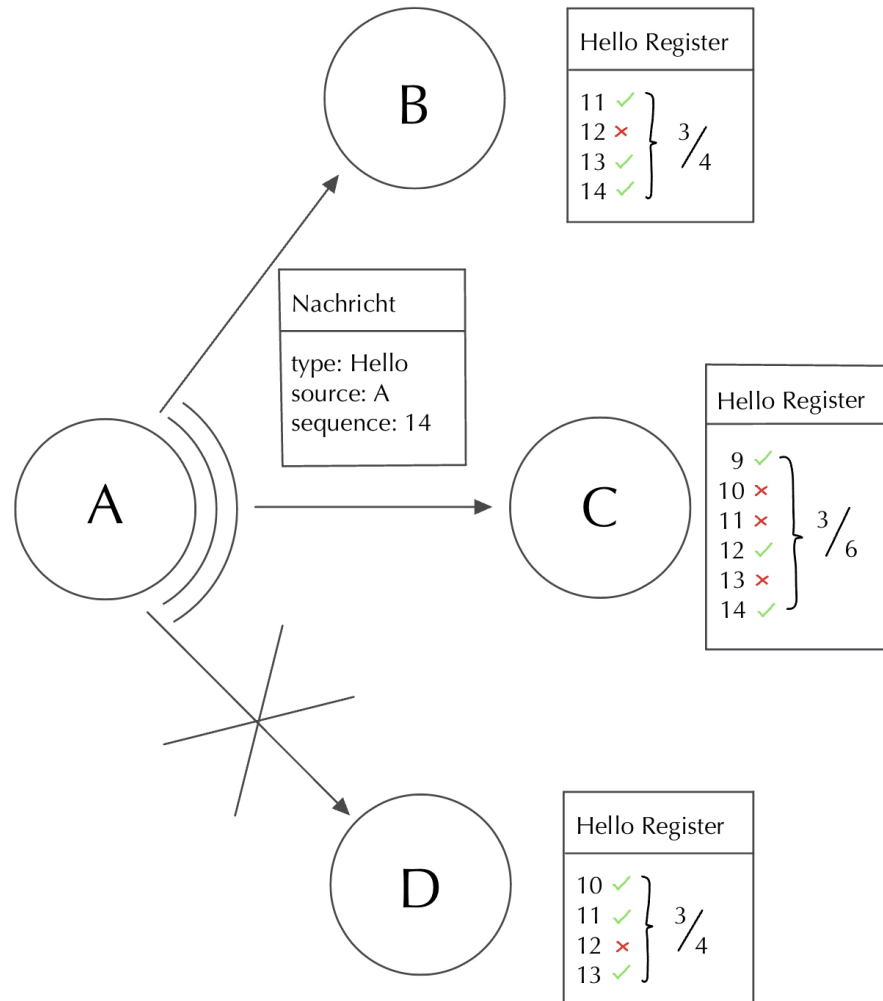 B
Hello Register
11 ✓
12 ×
13 ✓
14 ✓
3/4
Nachricht
type: Hello
source: A
sequence: 14
A
C
Hello Register
9 ✓
10 ×
11 ×
12 ✓
13 ×
14 ✓
3/6
D
Hello Register
10 ✓
11 ✓
12 ×
13 ✓
3/4